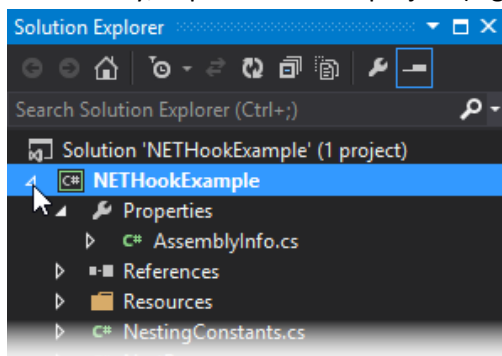 Solution Explorer
Search Solution Explorer (Ctrl+;)
Solution 'NETHookExample' (1 project)
C# NETHookExample
Properties
C# AssemblyInfo.cs
References
Resources
C# NestingConstants.cs